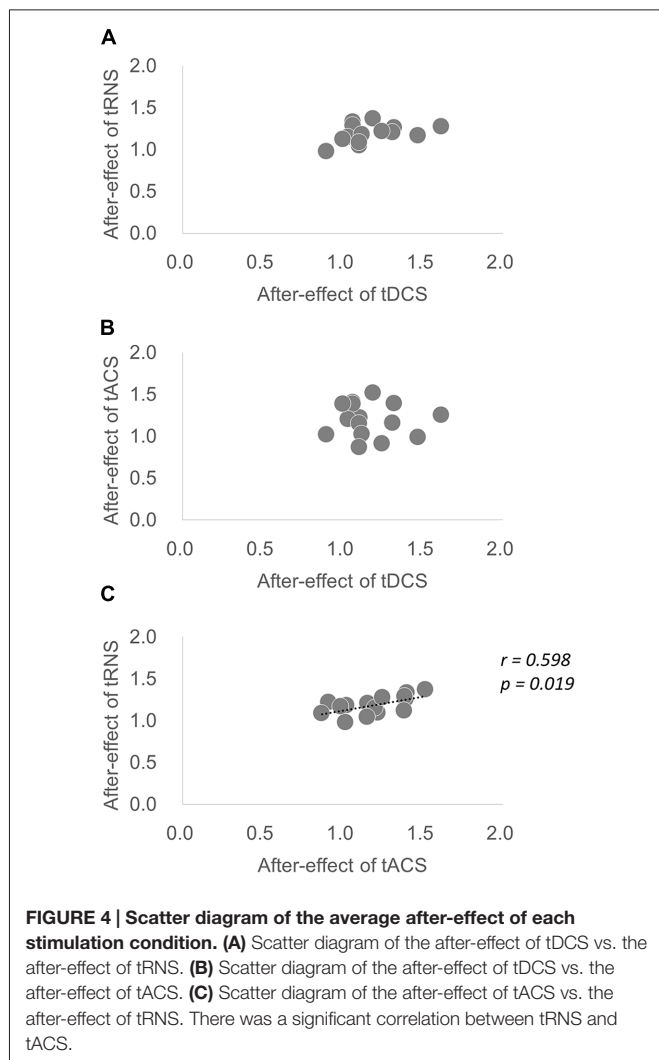 A
After-effect of tRNS
2.0
1.5
1.0
0.5
0.0
0.0 0.5 1.0 1.5 2.0
After-effect of tDCS
B
After-effect of tACS
2.0
1.5
1.0
0.5
0.0
0.0 0.5 1.0 1.5 2.0
After-effect of tDCS
C
After-effect of tRNS
2.0
1.5
1.0
0.5
0.0
r = 0.598
p = 0.019
0.0 0.5 1.0 1.5 2.0
After-effect of tACS
FIGURE 4 | Scatter diagram of the average after-effect of each
stimulation condition. (A) Scatter diagram of the after-effect of tDCS vs. the
after-effect of tRNS. (B) Scatter diagram of the after-effect of tDCS vs. the
after-effect of tACS. (C) Scatter diagram of the after-effect of tACS vs. the
after-effect of tRNS. There was a significant correlation between tRNS and
tACS.